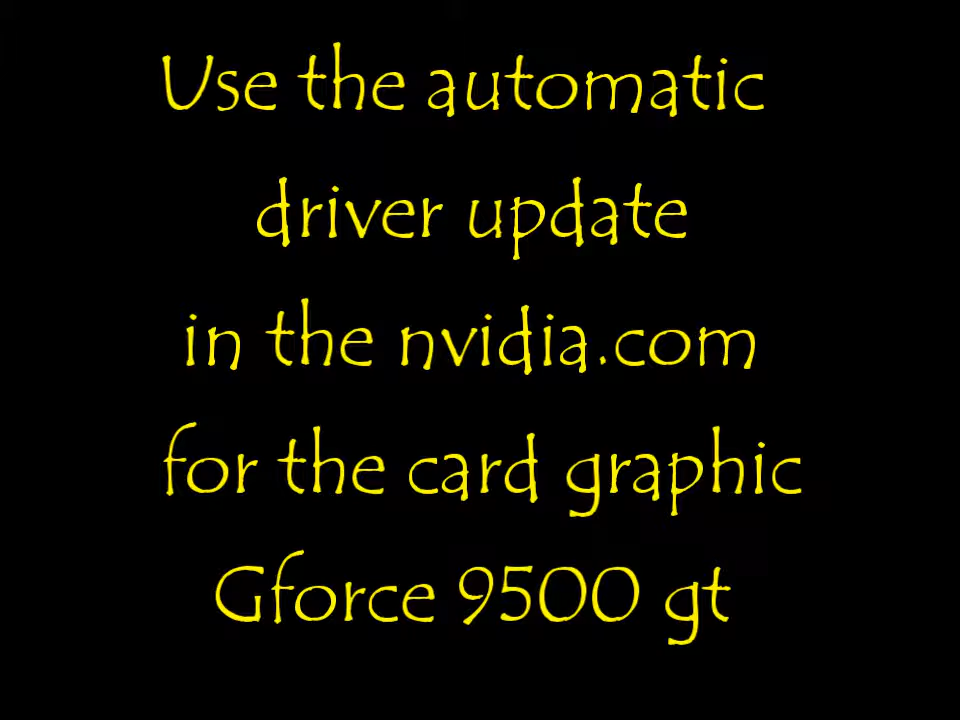 Use the automatic
driver update
in the nvidia.com
for the card graphic
Gforce 9500 gt